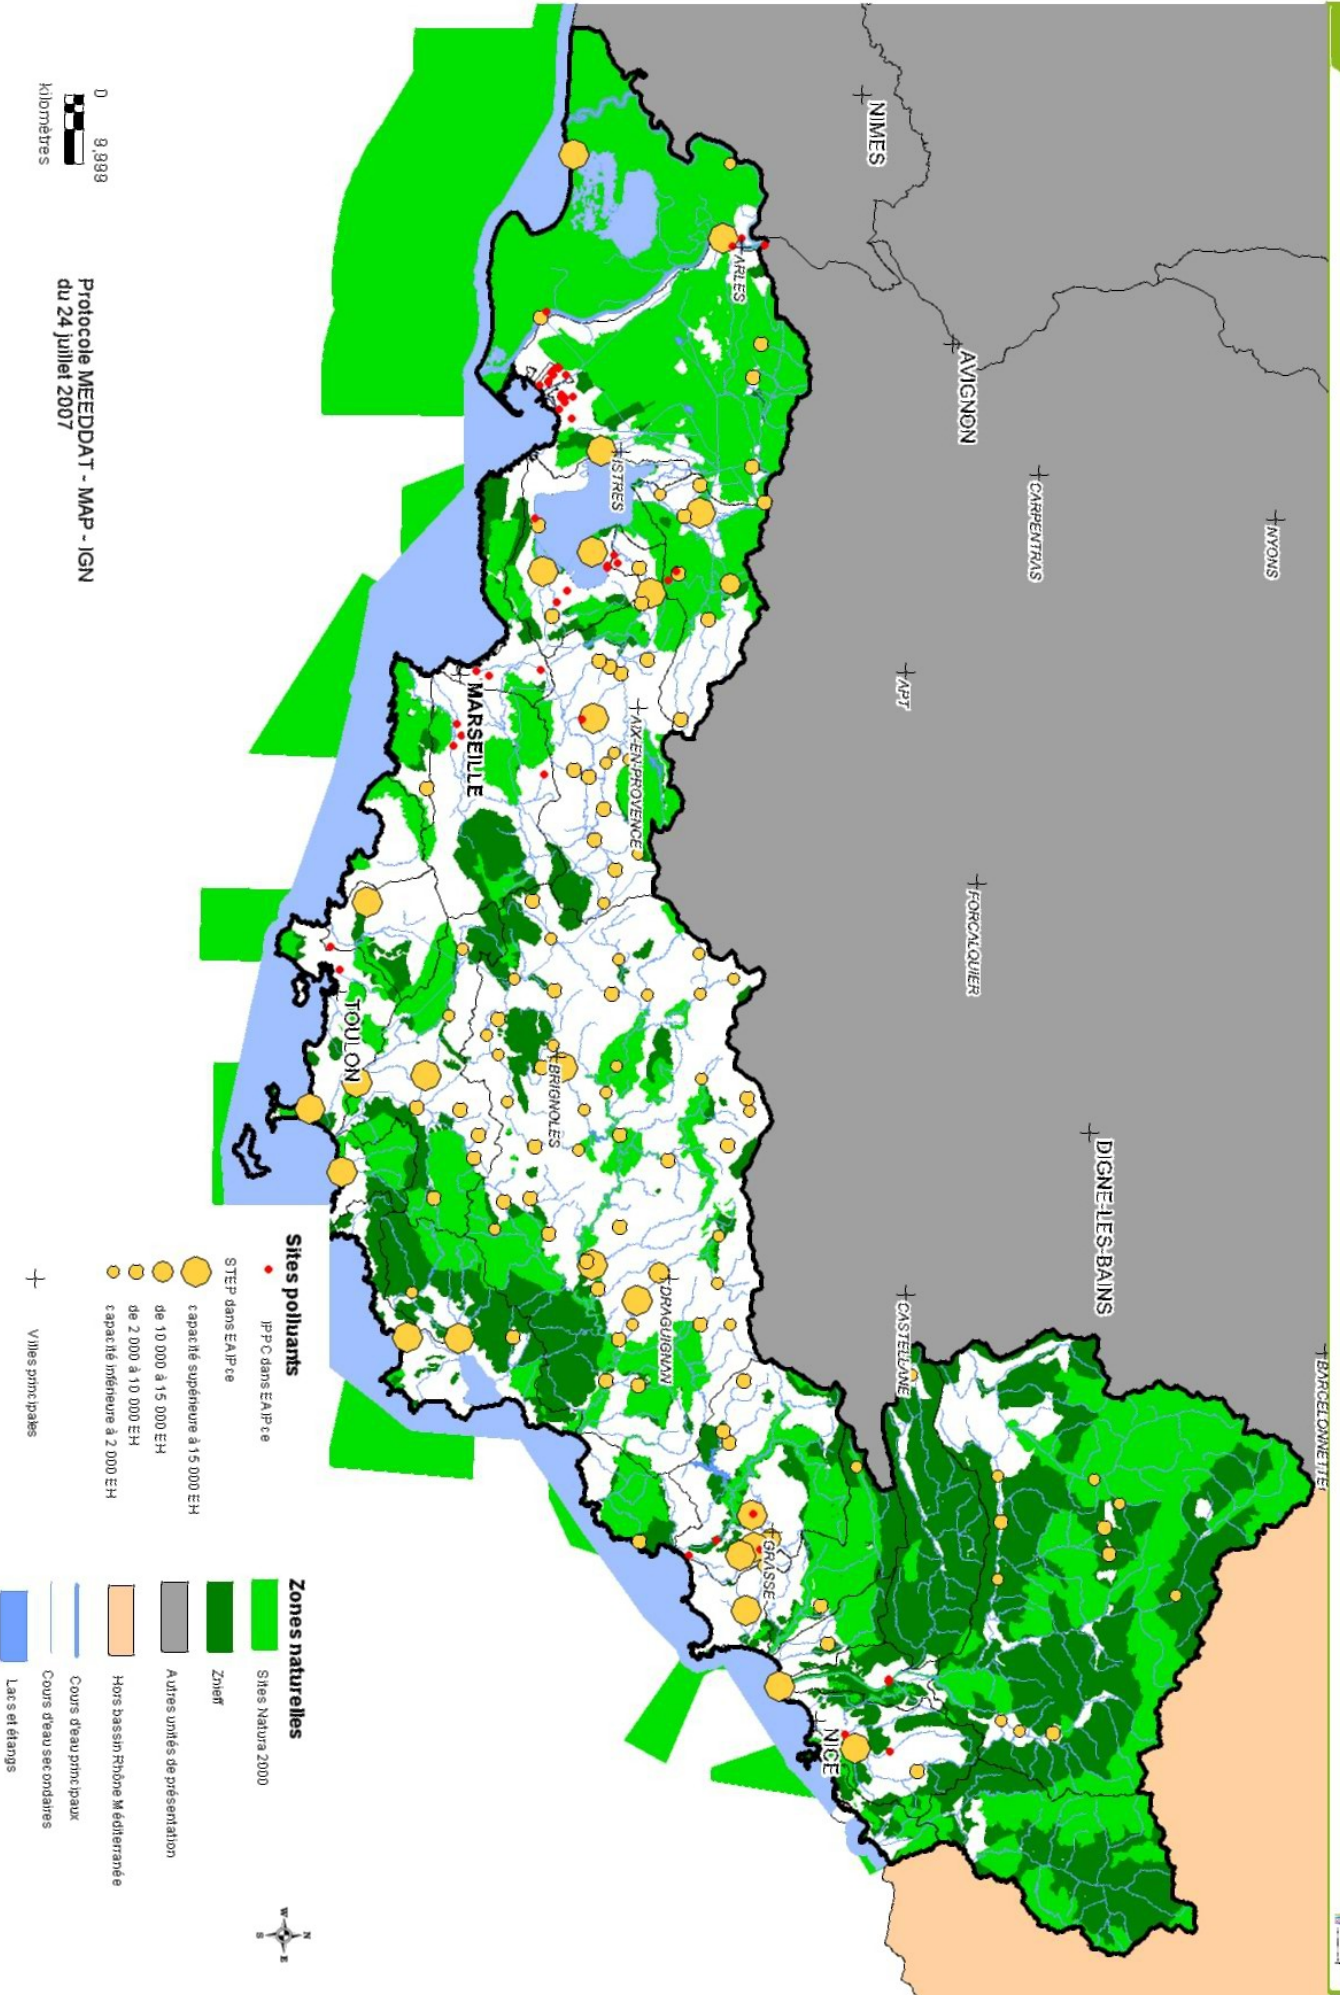 BARCELONNETTE
NYONS
CARPENTRAS
DIGNE-LES-BAINS
FORCALQUIER
AVIGNON
APT
CASTELLANE
NIMES
NICE
GRASSE
ARLES
AIX-EN-PROVENCE
DRAGUIGNAN
ISTRES
BRIGNOLES
MARSEILLE
TOULON
0 9,999
kilomètres
Protocole MEEDDAT - MAP - IGN
du 24 juillet 2007
Sites polluants
IPPC dans EAIPce
STEP dans EAIPce
capacité supérieure à 15 000 EH
de 10 000 à 15 000 EH
de 2 000 à 10 000 EH
capacité inférieure à 2 000 EH
Villes principales
Zones naturelles
Sites Natura 2000
Znieff
Autres unités de présentation
Hors bassin Rhône Méditerranée
Cours d'eau principaux
Cours d'eau secondaires
Lacs et étangs
N
W E
S